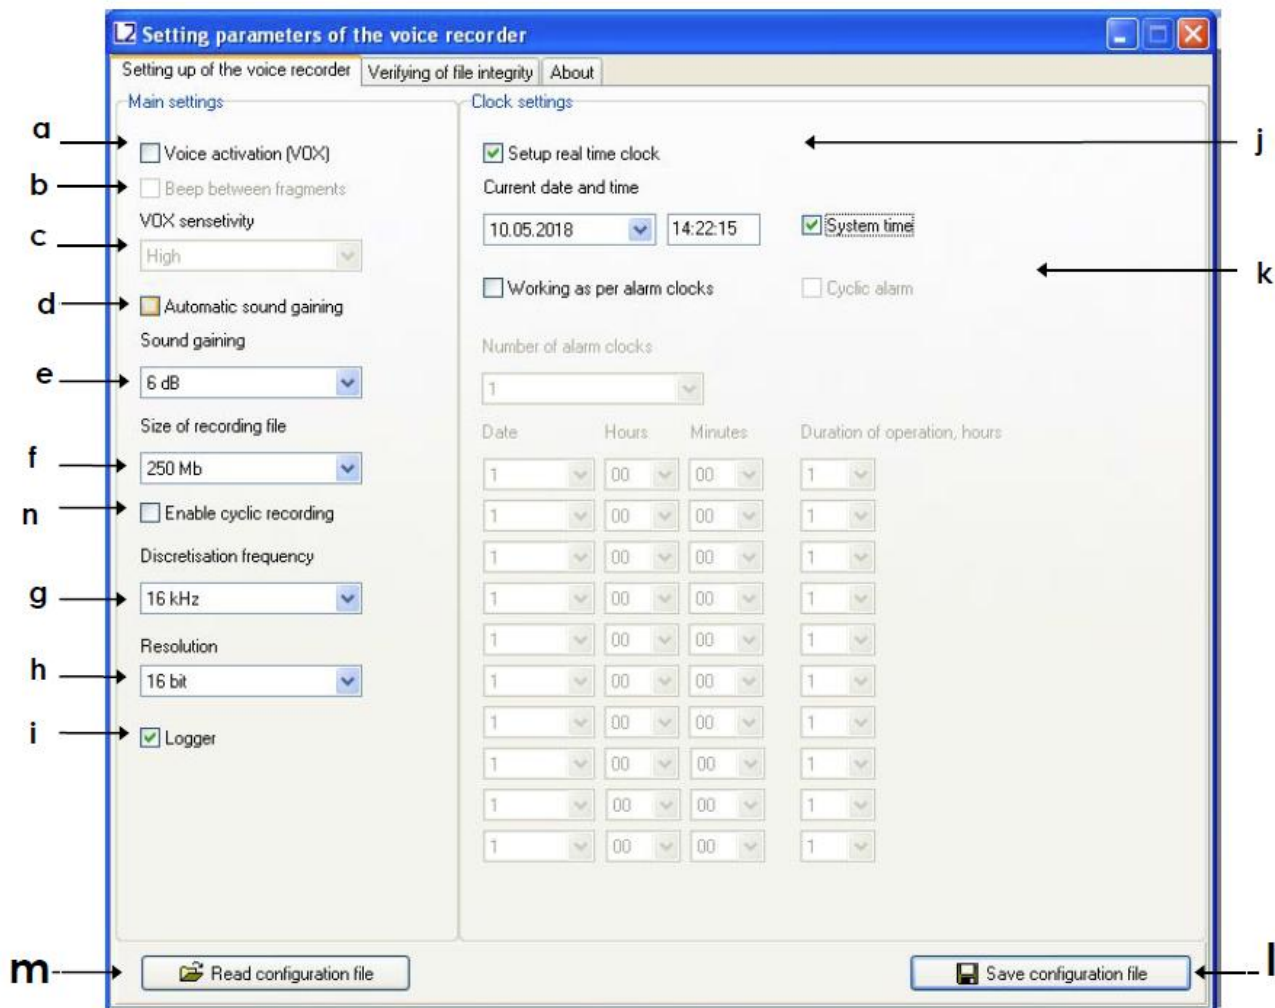 Setting parameters of the voice recorder
Setting up of the voice recorder Verifying of file integrity About
Main settings
a
Voice activation (VOX)
b
Beep between fragments
VOX sensetivity
c
High
d
Automatic sound gaining
Sound gaining
e
6 dB
Size of recording file
f
250 Mb
n
Enable cyclic recording
Discretisation frequency
g
16 kHz
Resolution
h
16 bit
i
Logger
Clock settings
j
Setup real time clock
Current date and time
10.05.2018 14:22:15 System time
k
Working as per alarm clocks Cyclic alarm
Number of alarm clocks
1
Date Hours Minutes Duration of operation, hours
1 00 00 1
1 00 00 1
1 00 00 1
1 00 00 1
1 00 00 1
1 00 00 1
1 00 00 1
1 00 00 1
1 00 00 1
1 00 00 1
m Read configuration file Save configuration file l